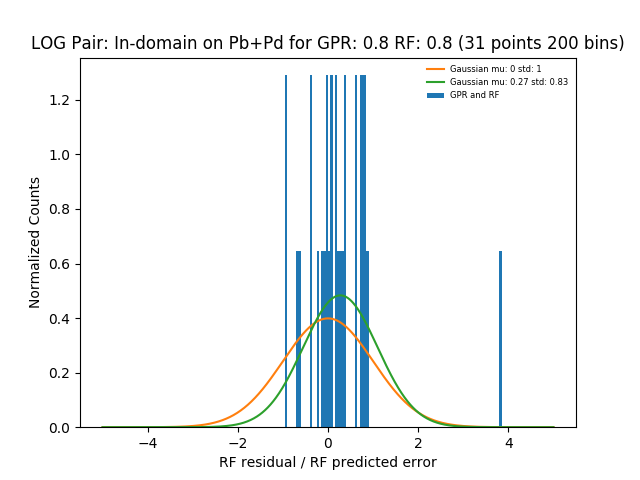 LOG Pair: In-domain on Pb+Pd for GPR: 0.8 RF: 0.8 (31 points 200 bins)
Gaussian mu: 0 std: 1
Gaussian mu: 0.27 std: 0.83
GPR and RF
Normalized Counts
1.2
1.0
0.8
0.6
0.4
0.2
0.0
−4 −2 0 2 4
RF residual / RF predicted error